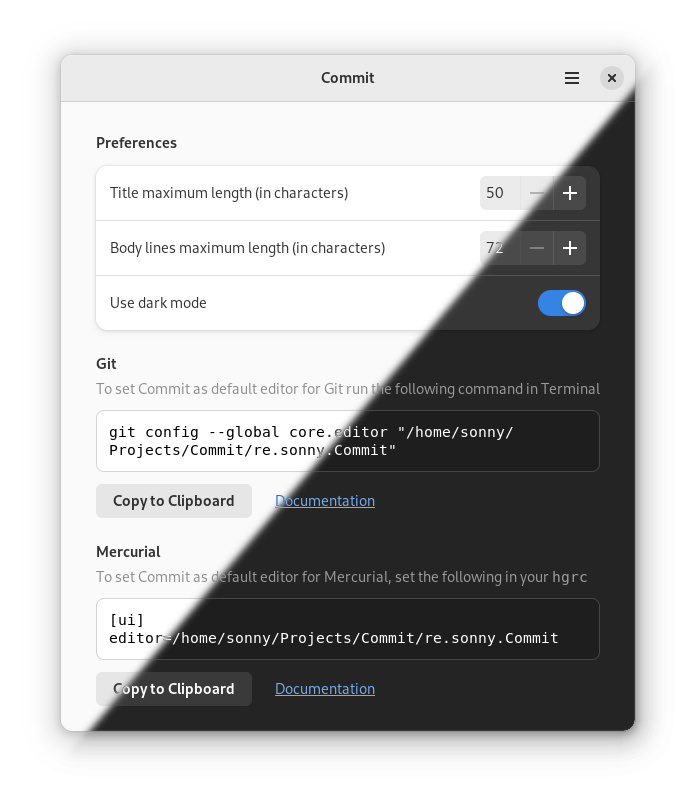 Commit
Preferences
Title maximum length (in characters)
50
Body lines maximum length (in characters)
72
Use dark mode
Git
To set Commit as default editor for Git run the following command in Terminal
git config --global core.editor "/home/sonny/
Projects/Commit/re.sonny.Commit"
Copy to Clipboard
Documentation
Mercurial
To set Commit as default editor for Mercurial, set the following in your hgrc
[ui]
editor=/home/sonny/Projects/Commit/re.sonny.Commit
Copy to Clipboard
Documentation